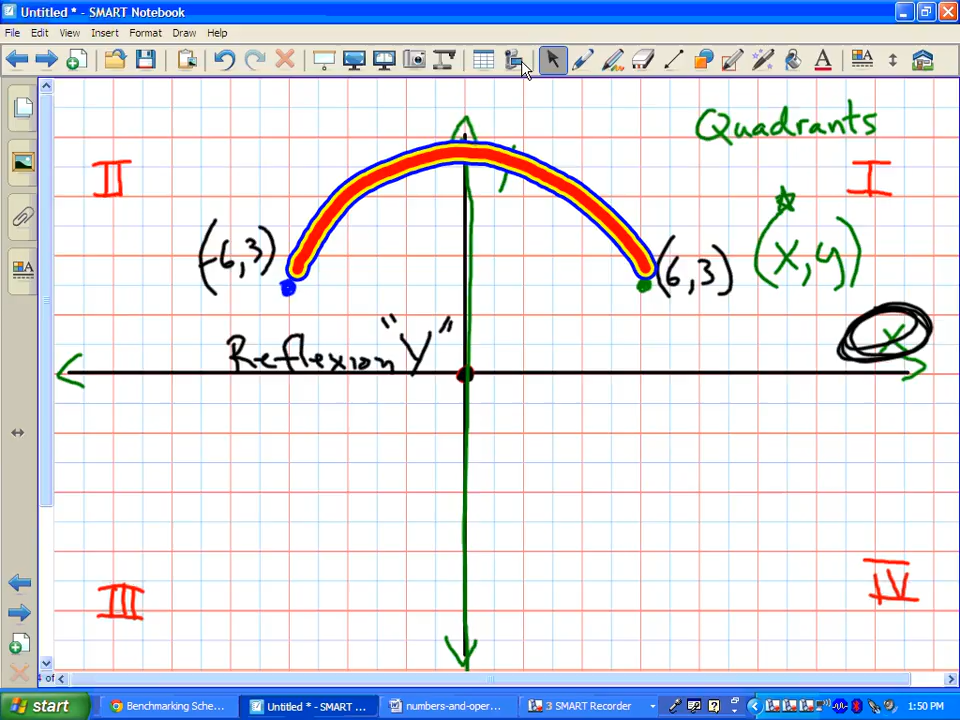 Untitled * - SMART Notebook
File Edit View Insert Format Draw Help
Quadrants
II
I
(-6,3)
(6,3)
(x,y)
Reflexion "Y"
x
III
IV
start
Benchmarking Sche...
Untitled * - SMART ...
numbers-and-oper...
3 SMART Recorder
1:50 PM